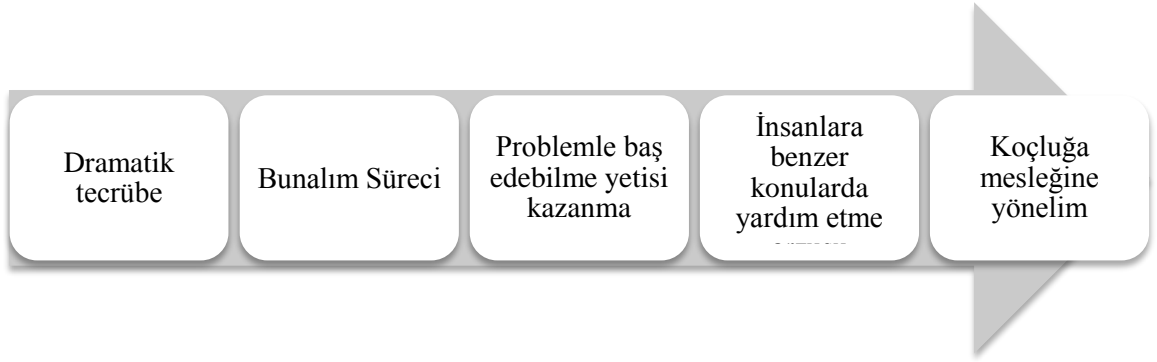 Dramatik
tecrübe
Bunalım Süreci
Problemle baş
edebilme yetisi
kazanma
İnsanlara
benzer
konularda
yardım etme
Koçluğa
mesleğine
yönelim